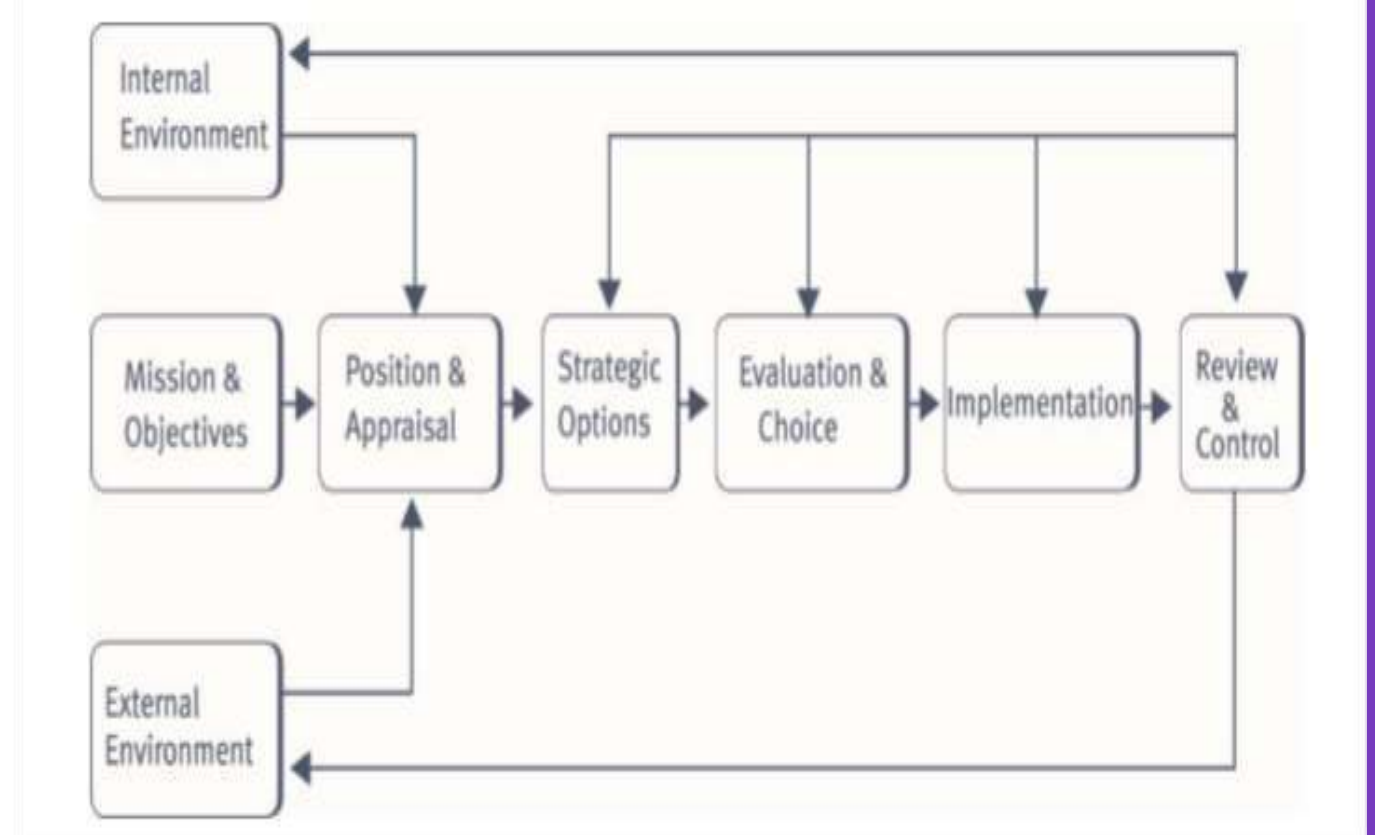 Internal
Environment
Mission &
Objectives
Position &
Appraisal
Strategic
Options
Evaluation &
Choice
Implementation
Review
&
Control
External
Environment